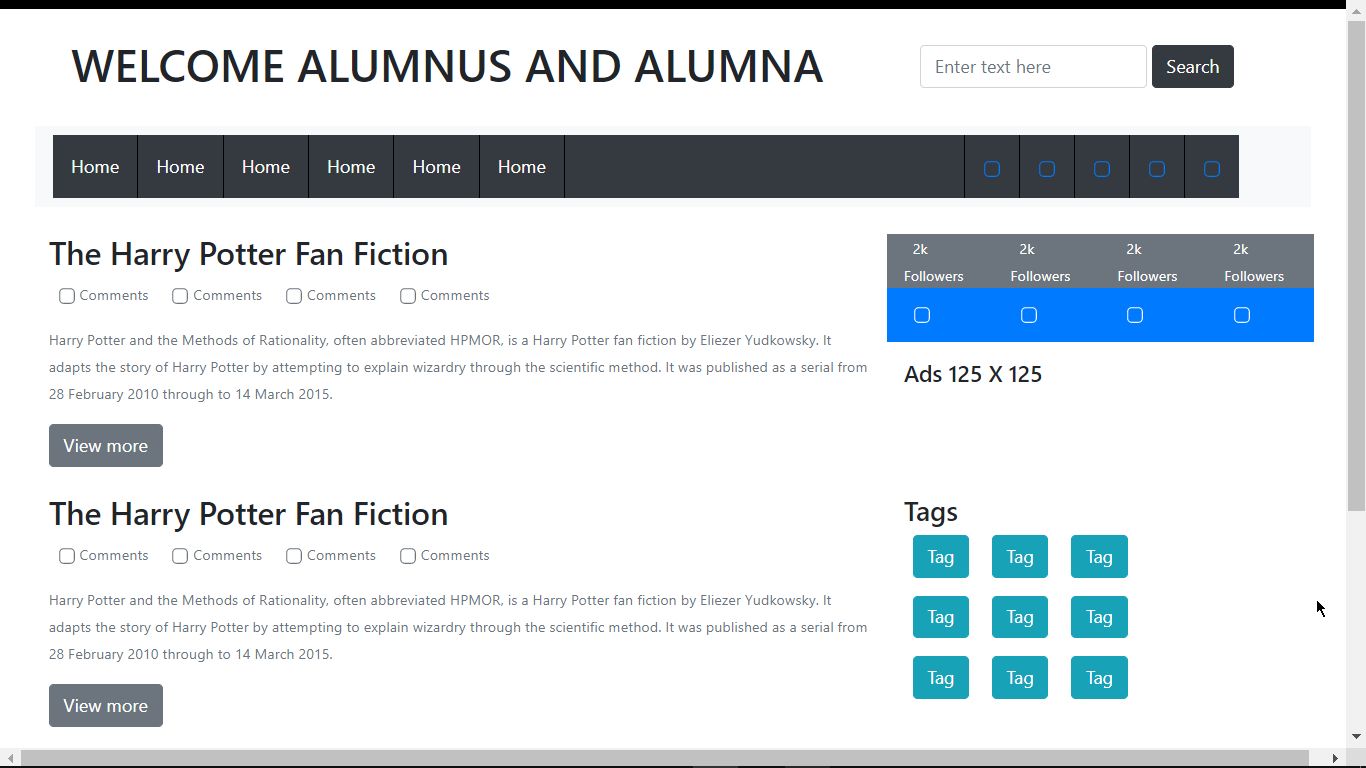 WELCOME ALUMNUS AND ALUMNA
Enter text here Search
Home Home Home Home Home Home
The Harry Potter Fan Fiction
Comments Comments Comments Comments
Harry Potter and the Methods of Rationality, often abbreviated HPMOR, is a Harry Potter fan fiction by Eliezer Yudkowsky. It
adapts the story of Harry Potter by attempting to explain wizardry through the scientific method. It was published as a serial from
28 February 2010 through to 14 March 2015.
View more
The Harry Potter Fan Fiction
Comments Comments Comments Comments
Harry Potter and the Methods of Rationality, often abbreviated HPMOR, is a Harry Potter fan fiction by Eliezer Yudkowsky. It
adapts the story of Harry Potter by attempting to explain wizardry through the scientific method. It was published as a serial from
28 February 2010 through to 14 March 2015.
View more
2k 2k 2k 2k
Followers Followers Followers Followers
Ads 125 X 125
Tags
Tag Tag Tag
Tag Tag Tag
Tag Tag Tag